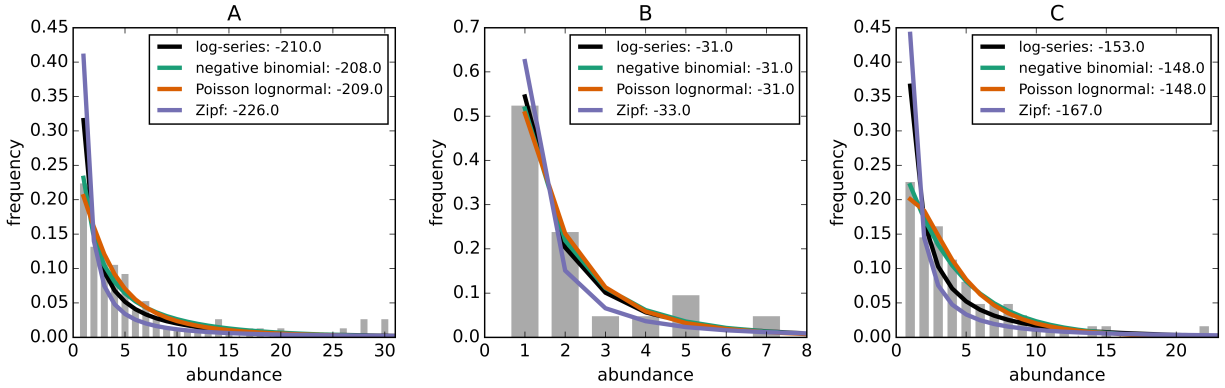 A
frequency
0.45
0.40
0.35
0.30
0.25
0.20
0.15
0.10
0.05
0.00
log-series: -210.0
negative binomial: -208.0
Poisson lognormal: -209.0
Zipf: -226.0
0 5 10 15 20 25 30
abundance
B
frequency
0.7
0.6
0.5
0.4
0.3
0.2
0.1
0.0
log-series: -31.0
negative binomial: -31.0
Poisson lognormal: -31.0
Zipf: -33.0
0 1 2 3 4 5 6 7 8
abundance
C
frequency
0.45
0.40
0.35
0.30
0.25
0.20
0.15
0.10
0.05
0.00
log-series: -153.0
negative binomial: -148.0
Poisson lognormal: -148.0
Zipf: -167.0
0 5 10 15 20
abundance